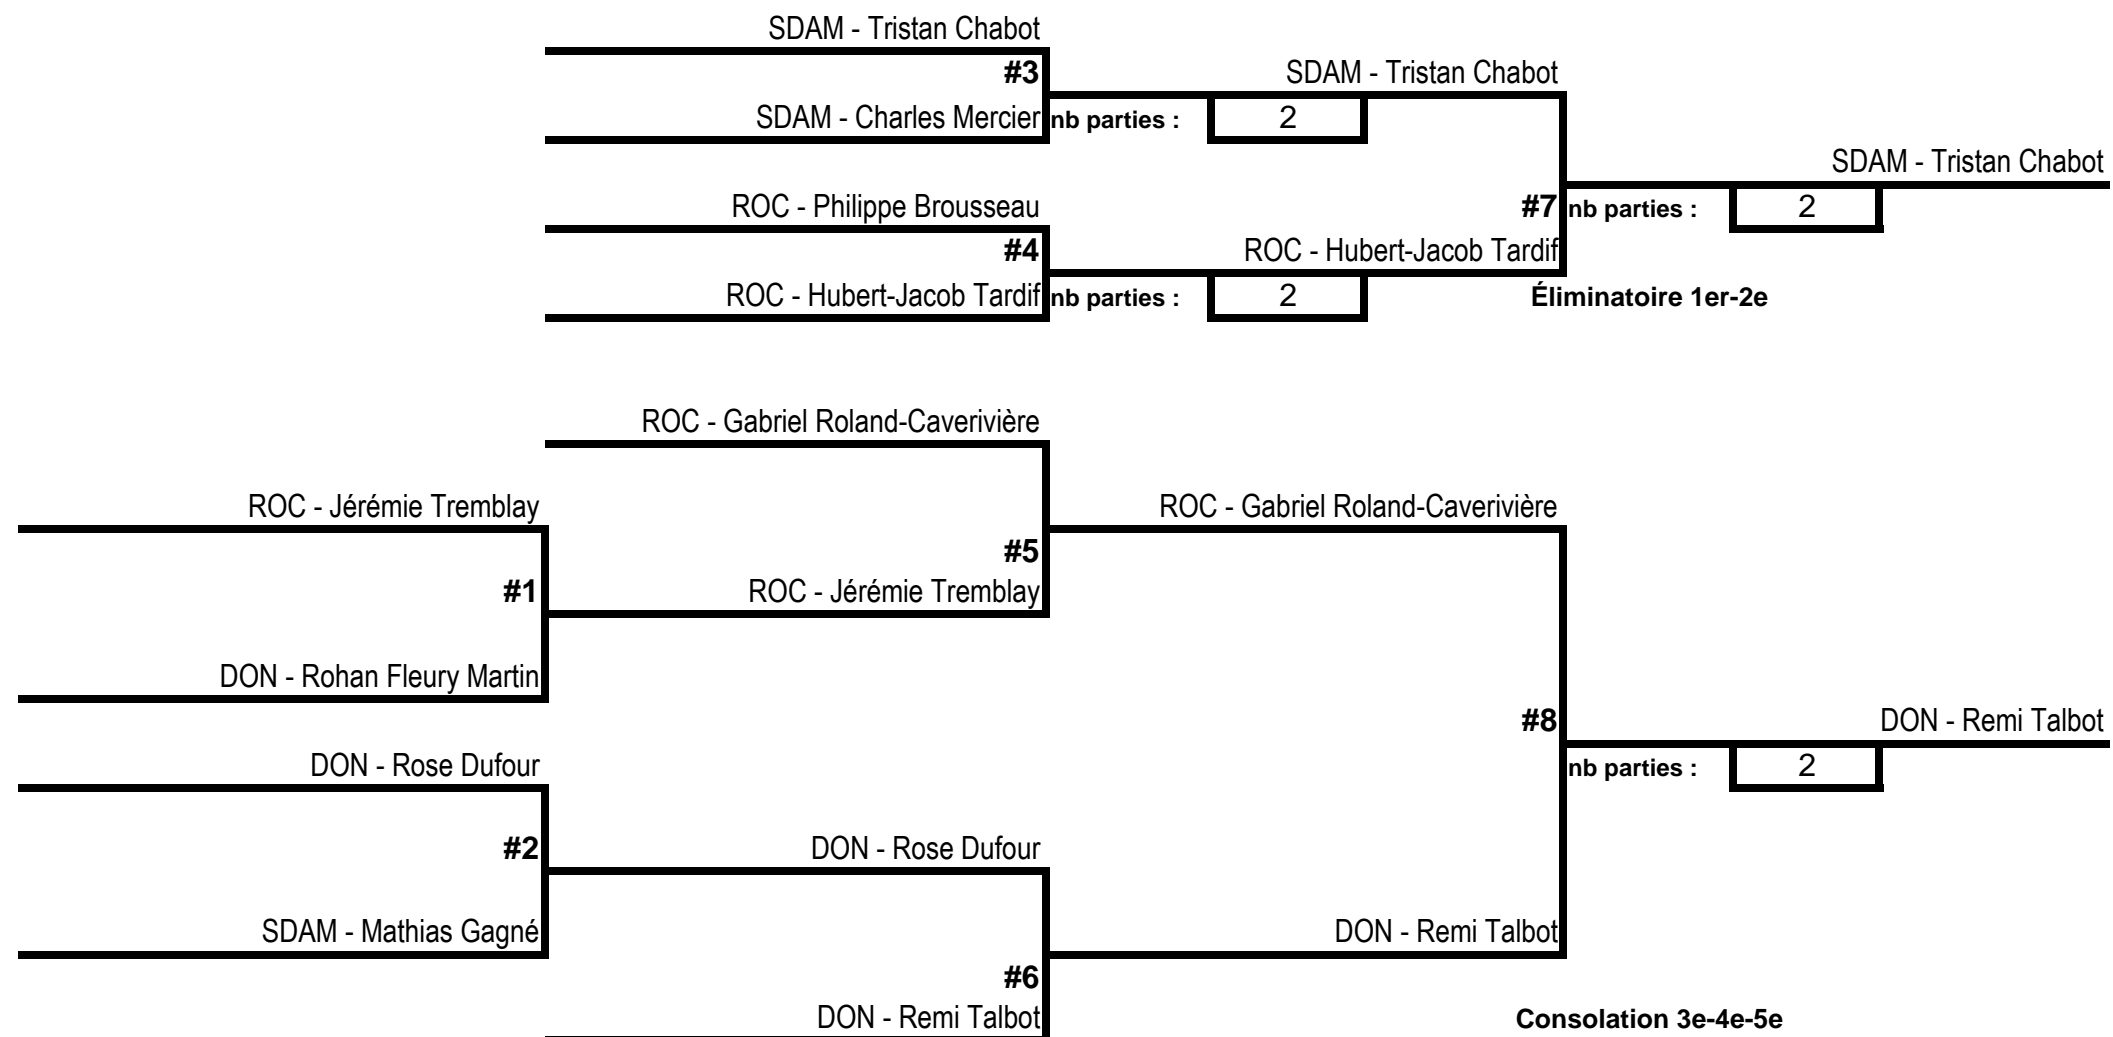 SDAM - Tristan Chabot
#3
SDAM - Tristan Chabot
SDAM - Charles Mercier
nb parties :
2
SDAM - Tristan Chabot
ROC - Philippe Brousseau
#7
nb parties :
2
#4
ROC - Hubert-Jacob Tardif
ROC - Hubert-Jacob Tardif
nb parties :
2
Éliminatoire 1er-2e
ROC - Gabriel Roland-Caverivière
ROC - Jérémie Tremblay
ROC - Gabriel Roland-Caverivière
#5
#1
ROC - Jérémie Tremblay
DON - Rohan Fleury Martin
#8
DON - Remi Talbot
DON - Rose Dufour
nb parties :
2
#2
DON - Rose Dufour
SDAM - Mathias Gagné
DON - Remi Talbot
#6
DON - Remi Talbot
Consolation 3e-4e-5e